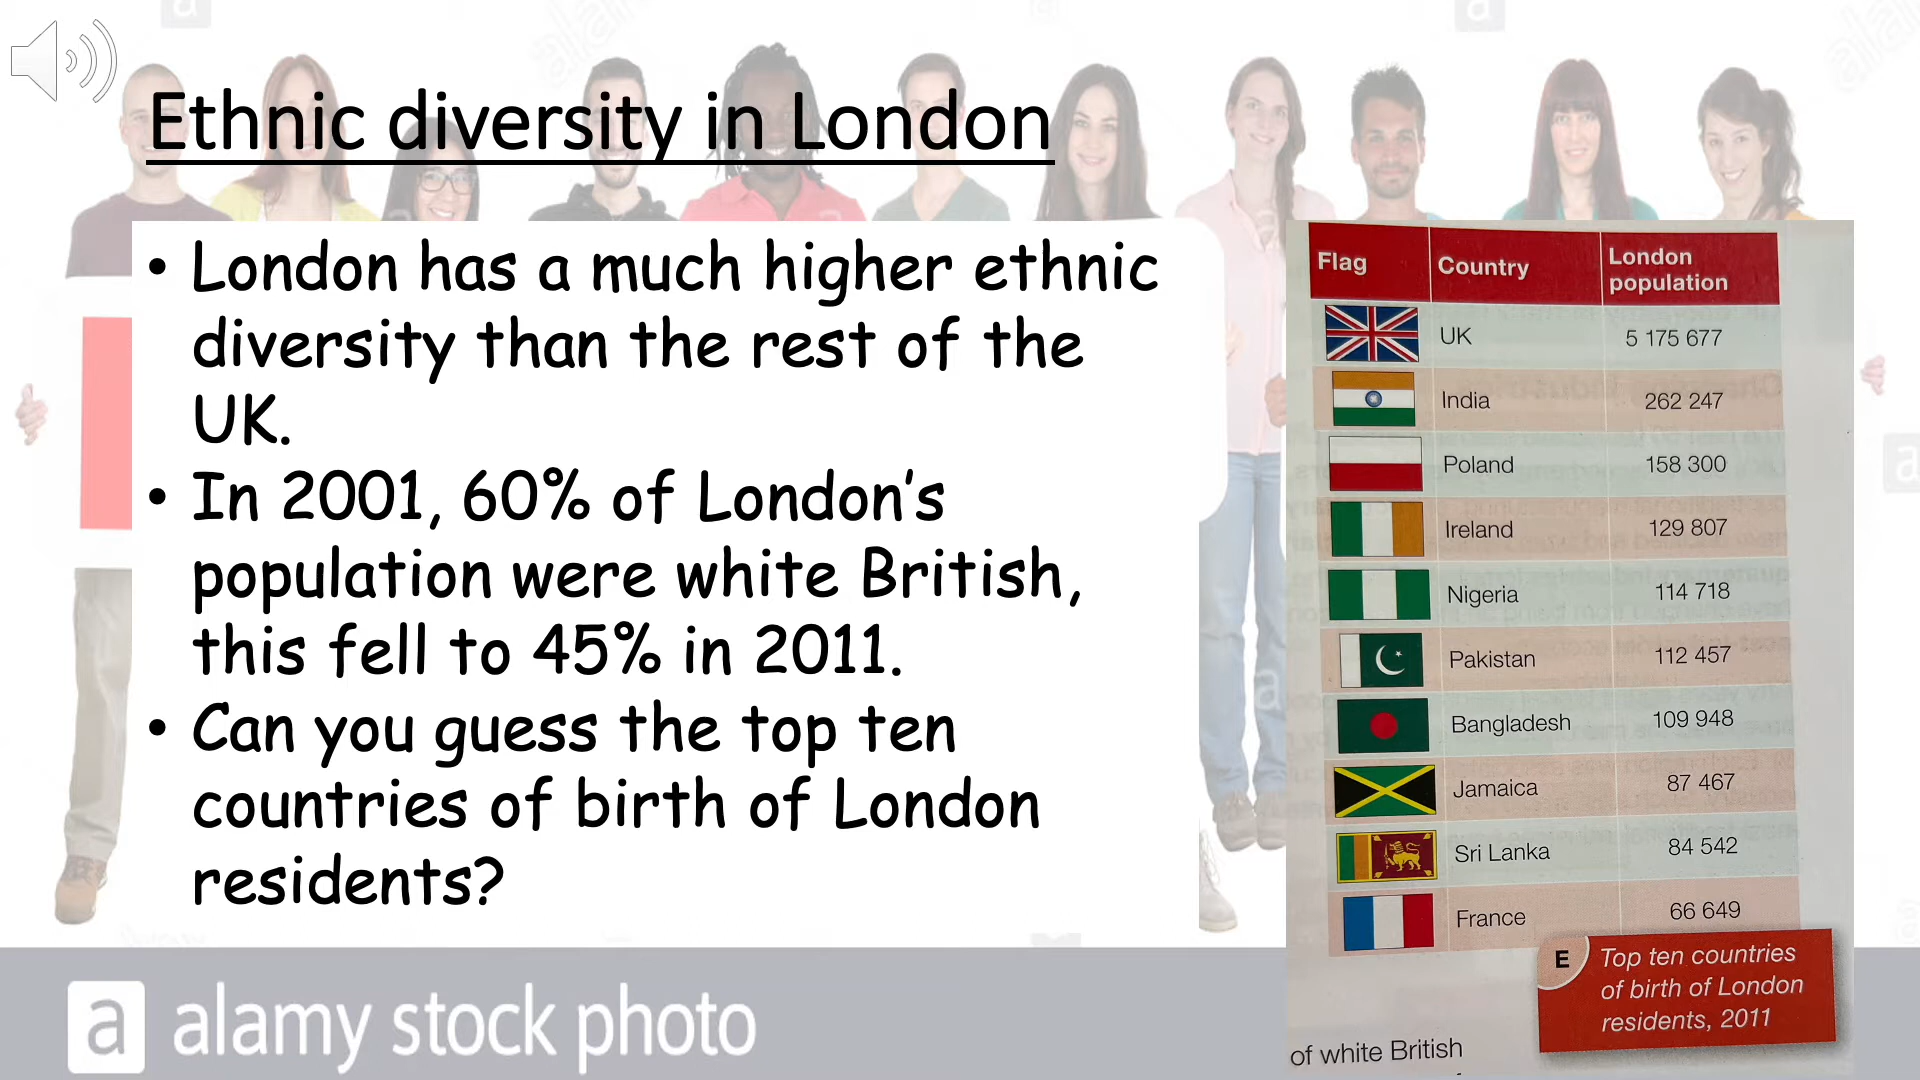 Ethnic diversity in London
• London has a much higher ethnic
diversity than the rest of the
UK.
• In 2001, 60% of London’s
population were white British,
this fell to 45% in 2011.
• Can you guess the top ten
countries of birth of London
residents?
Flag Country London population
UK 5 175 677
India 262 247
Poland 158 300
Ireland 129 807
Nigeria 114 718
Pakistan 112 457
Bangladesh 109 948
Jamaica 87 467
Sri Lanka 84 542
France 66 649
E Top ten countries
of birth of London
residents, 2011
of white British
a alamy stock photo